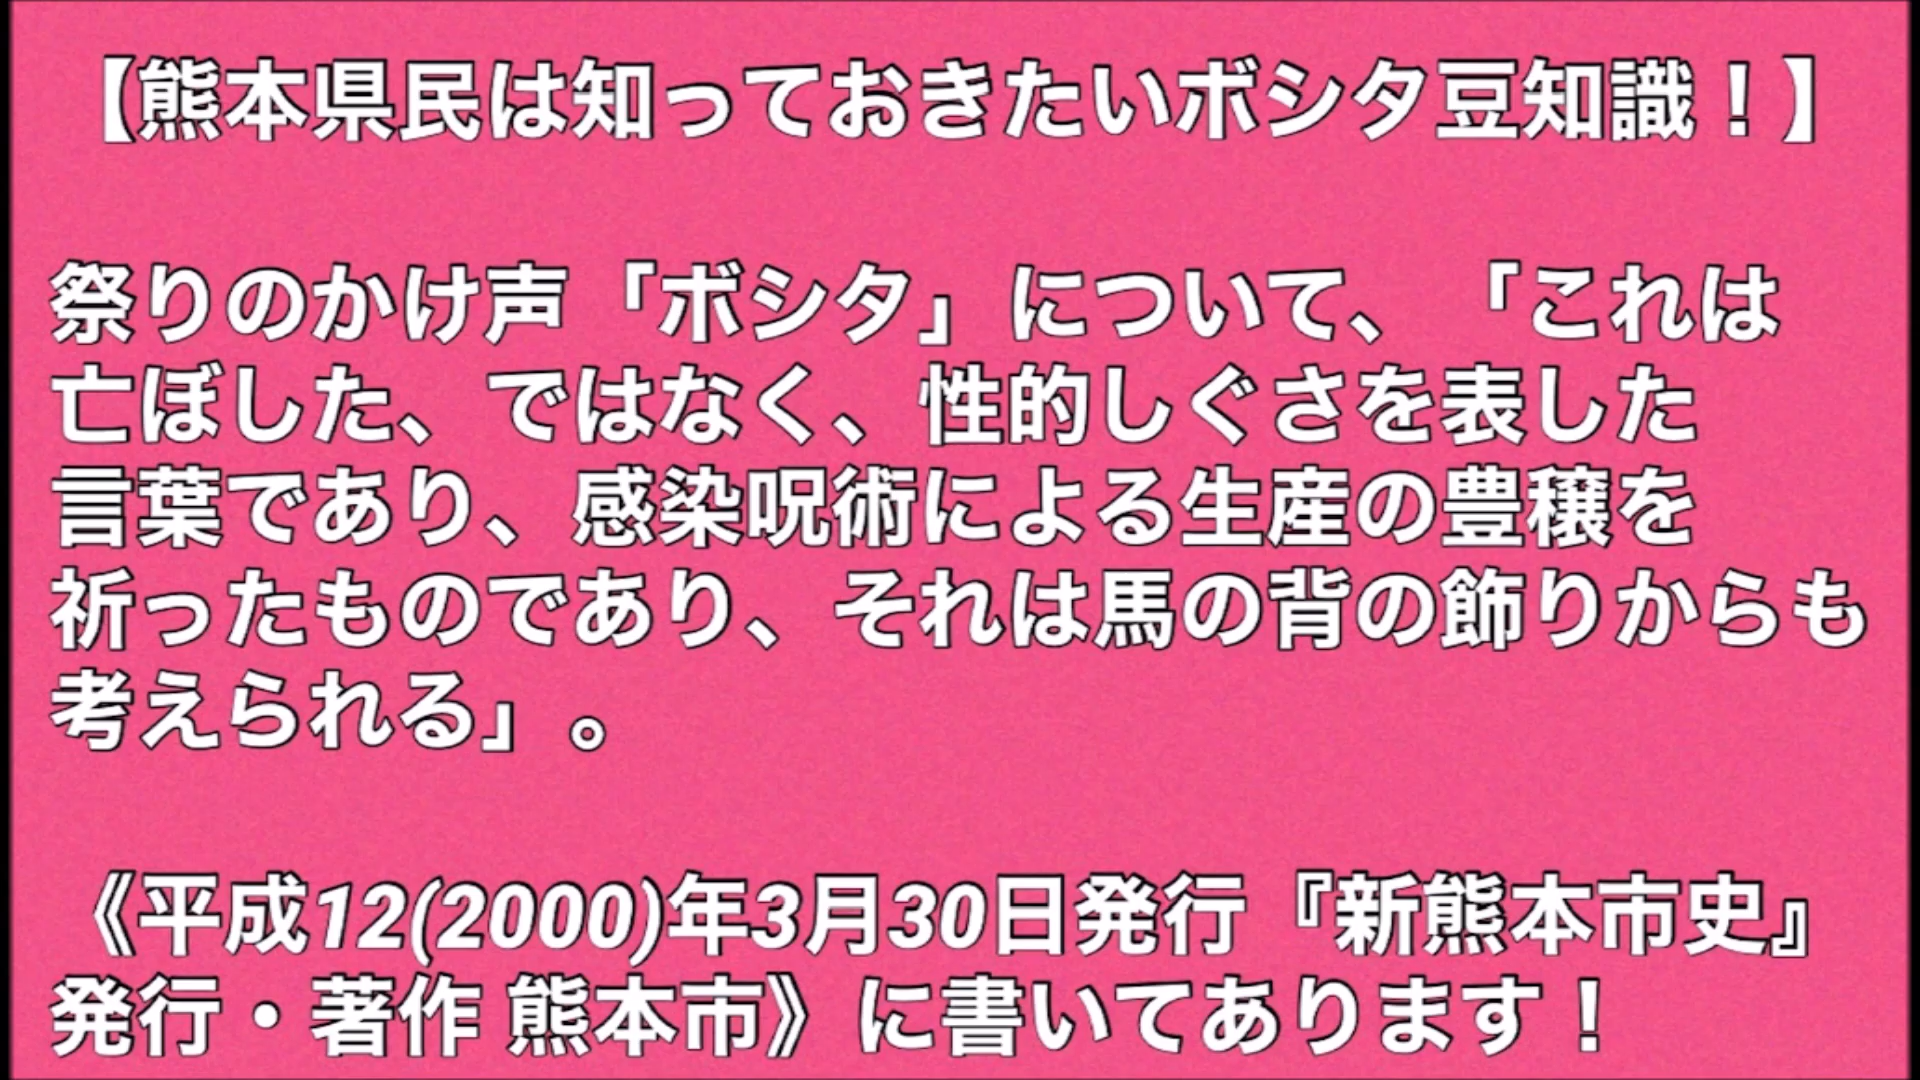 【熊本県民は知っておきたいボシタ豆知識！】
祭りのかけ声「ボシタ」について、「これは
亡ぼした、ではなく、性的しぐさを表した
言葉であり、感染呪術による生産の豊穣を
祈ったものであり、それは馬の背の飾りからも
考えられる」。
《平成12(2000)年3月30日発行『新熊本市史』
発行・著作 熊本市》に書いてあります！